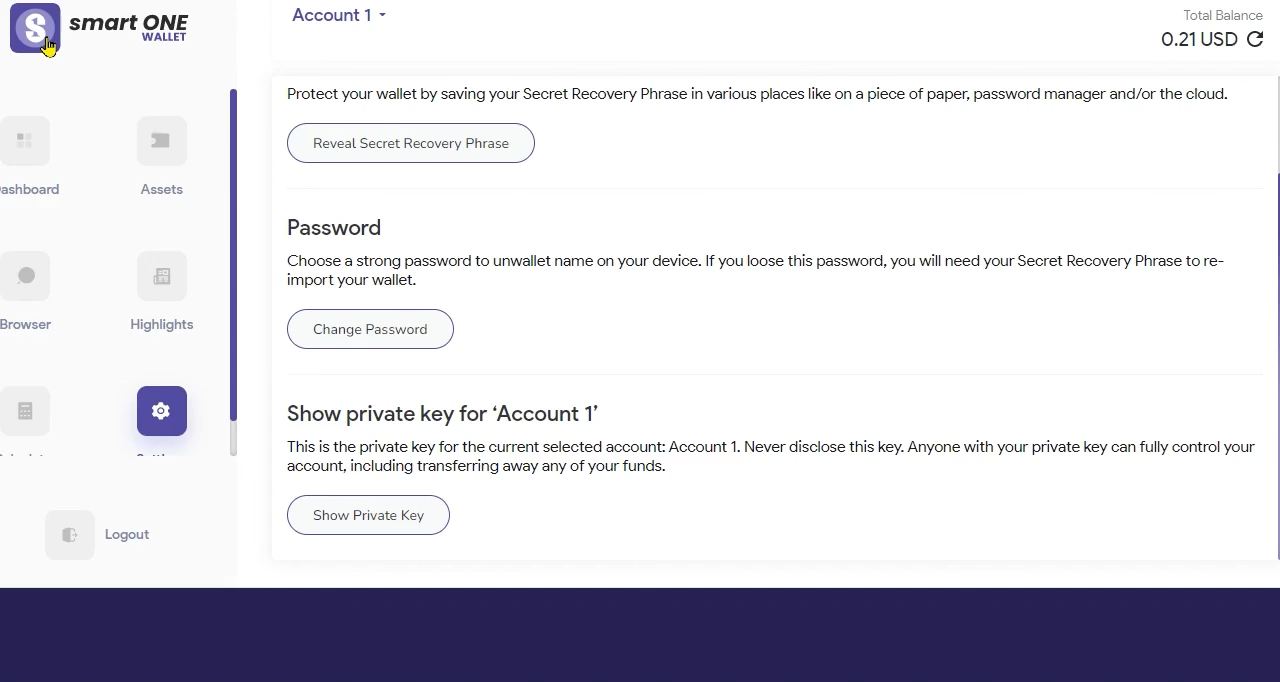 smart ONE
WALLET
Account 1
Total Balance
0.21 USD
Protect your wallet by saving your Secret Recovery Phrase in various places like on a piece of paper, password manager and/or the cloud.
Reveal Secret Recovery Phrase
ashboard
Assets
Password
Choose a strong password to unwallet name on your device. If you loose this password, you will need your Secret Recovery Phrase to re-
import your wallet.
Browser
Highlights
Change Password
Show private key for ‘Account 1’
This is the private key for the current selected account: Account 1. Never disclose this key. Anyone with your private key can fully control your
account, including transferring away any of your funds.
Show Private Key
Logout